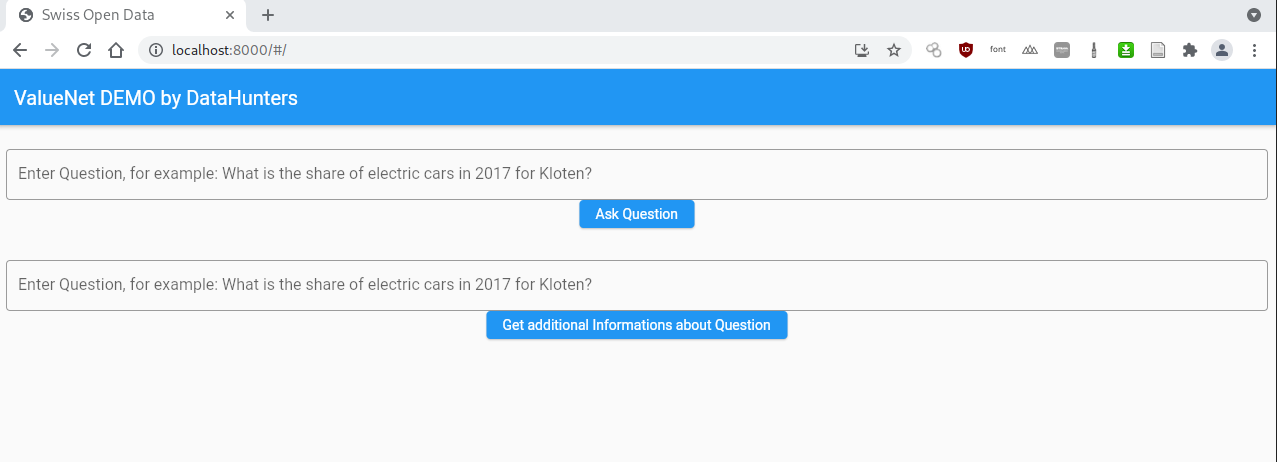 Swiss Open Data
localhost:8000/#/
font
ValueNet DEMO by DataHunters
Enter Question, for example: What is the share of electric cars in 2017 for Kloten?
Ask Question
Enter Question, for example: What is the share of electric cars in 2017 for Kloten?
Get additional Informations about Question